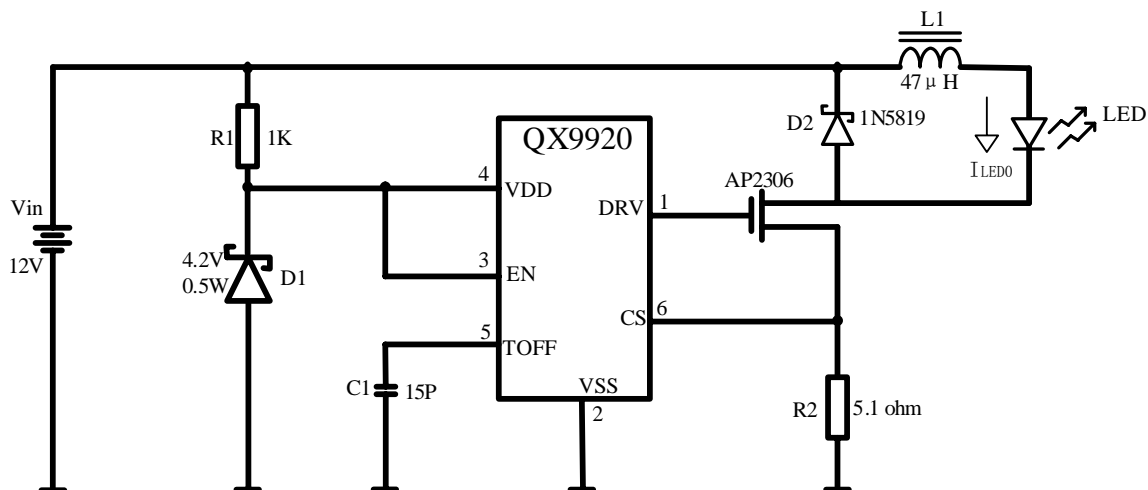 L1
47μH
D2
1N5819
LED
ILED0
R1
1K
QX9920
AP2306
4
VDD
DRV
1
Vin
12V
4.2V
0.5W
D1
3
EN
CS
6
5
TOFF
C1
15P
VSS
2
R2
5.1 ohm